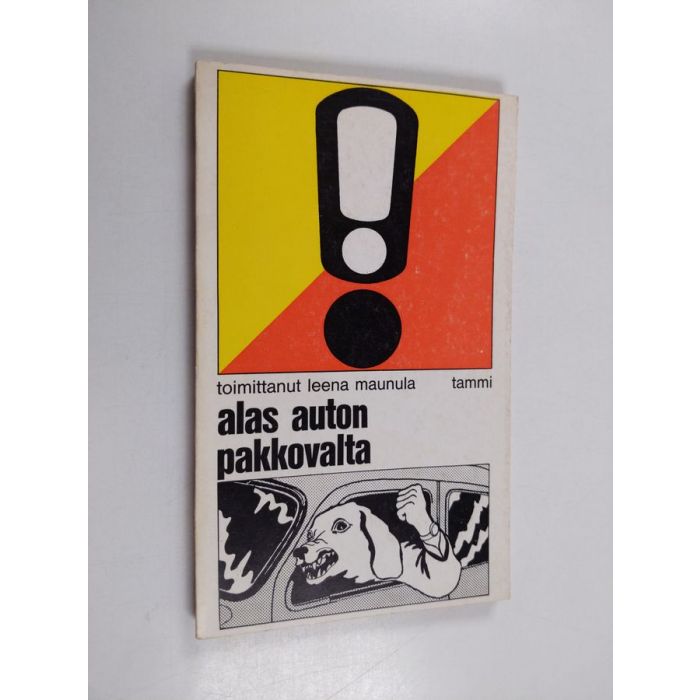 !
toimittanut leena maunula tammi
alas auton
pakkovalta